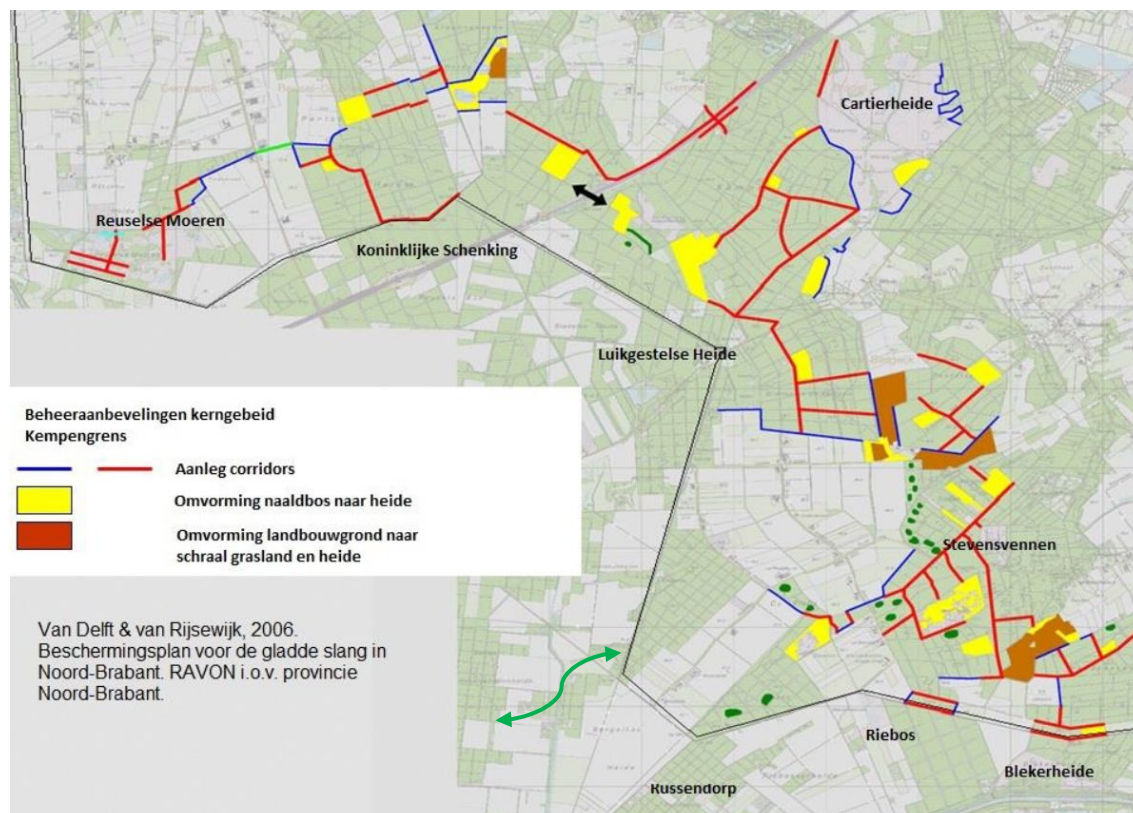 Cartierheide
Reuselse Moeren
Koninklijke Schenking
Luikgestelse Heide
Beheeraanbevelingen kerngebeid
Kempengrens
Aanleg corridors
Omvorming naaldbos naar heide
Omvorming landbouwgrond naar
schraal grasland en heide
Stevensvennen
Van Delft & van Rijsewijk, 2006.
Beschermingsplan voor de gladde slang in
Noord-Brabant. RAVON i.o.v. provincie
Noord-Brabant.
Riebos
Blekerheide
Russendorp